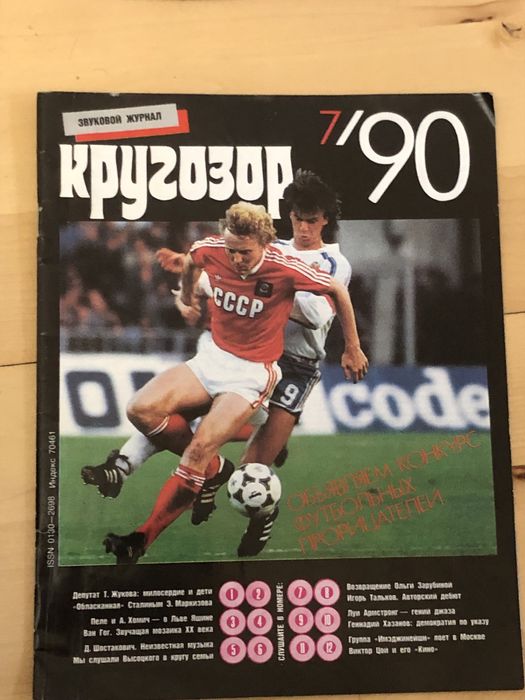 ЗВУКОВОЙ ЖУРНАЛ
7/90
Кругозор
СССР
9
code
ОБЪЯВЛЯЕМ КОНКУРС
ФУТБОЛЬНЫХ
ПРОРИЦАТЕЛЕЙ
ISSN 0130—2698 Индекс 70461
Депутат Т. Жукова: милосердие и дети
«Обласканная» Сталиным Э. Маркизова
Пеле и А. Хомич — о Льве Яшине
Ван Гог. Звучащая мозаика XX века
Д. Шостакович. Неизвестная музыка
Мы слушали Высоцкого в кругу семьи
1 2
3 4
5 6
СЛУШАЙТЕ В НОМЕРЕ:
7 8
9 10
11 12
Возвращение Ольги Зарубиной
Игорь Тальков. Авторский дебют
Луи Армстронг — гений джаза
Геннадий Хазанов: демократия по указу
Группа «Имэджинейшн» поет в Москве
Виктор Цой и его «Кино»